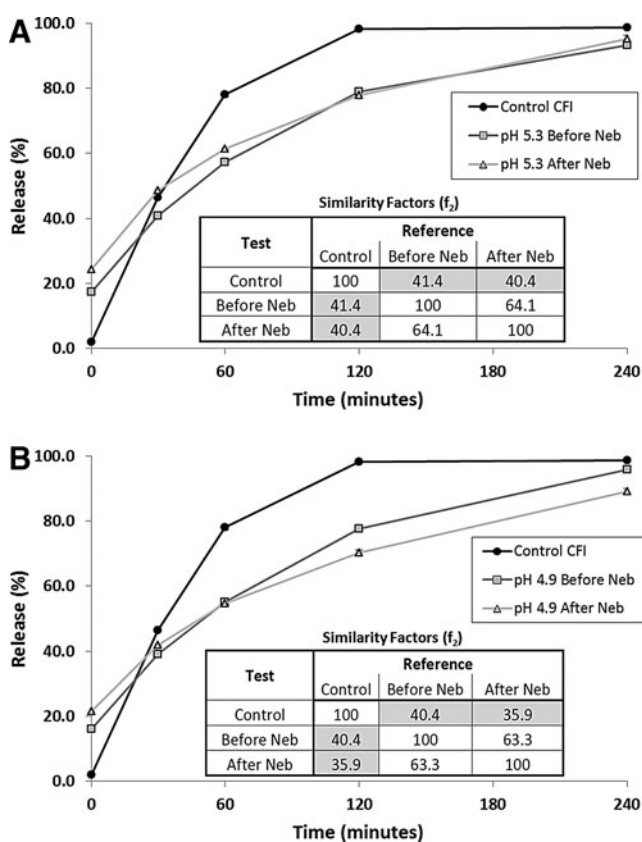 A
100.0
80.0
60.0
40.0
20.0
0.0
Release (%)
Control CFI
pH 5.3 Before Neb
pH 5.3 After Neb
Similarity Factors (f2)
Test Reference
Control Before Neb After Neb
Control 100 41.4 40.4
Before Neb 41.4 100 64.1
After Neb 40.4 64.1 100
0 60 120 180 240
Time (minutes)
B
100.0
80.0
60.0
40.0
20.0
0.0
Release (%)
Control CFI
pH 4.9 Before Neb
pH 4.9 After Neb
Similarity Factors (f2)
Test Reference
Control Before Neb After Neb
Control 100 40.4 35.9
Before Neb 40.4 100 63.3
After Neb 35.9 63.3 100
0 60 120 180 240
Time (minutes)